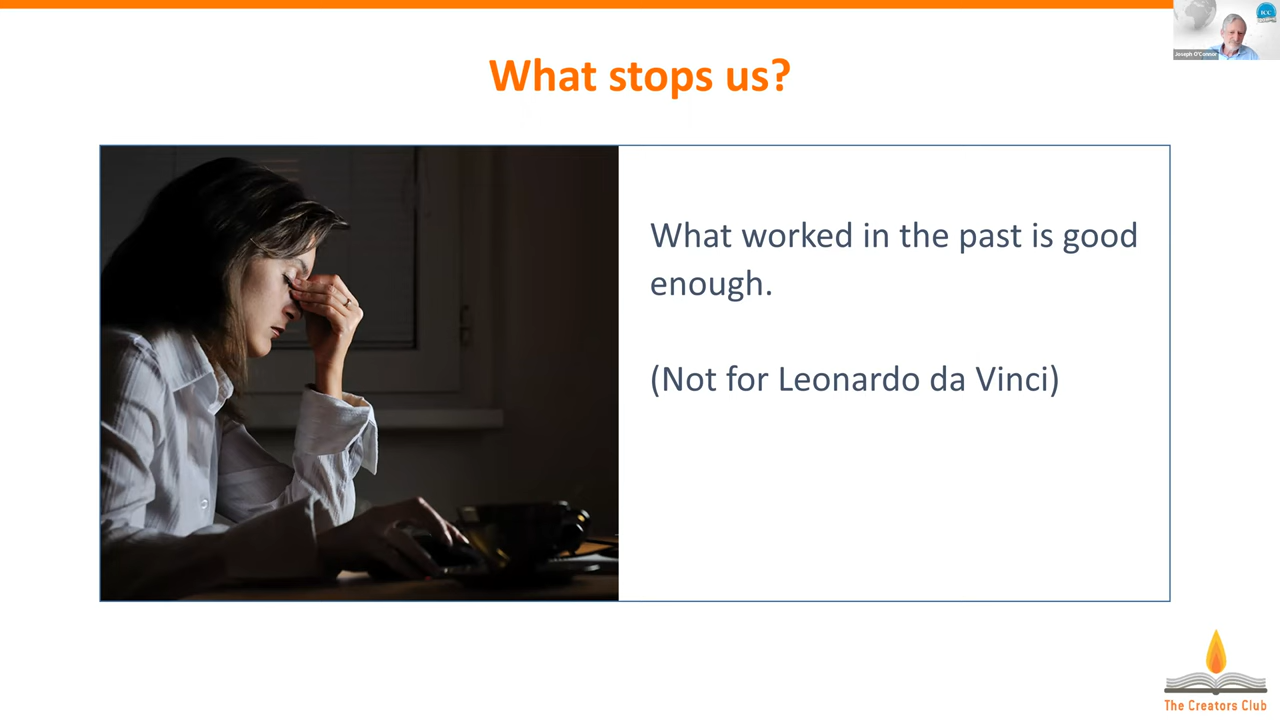 ICC
Joseph O'Connor
What stops us?
What worked in the past is good
enough.
(Not for Leonardo da Vinci)
The Creators Club